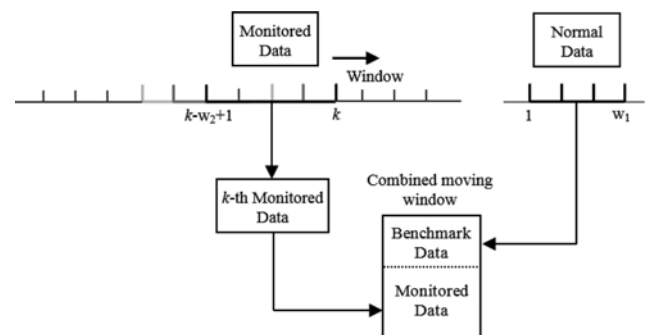 Monitored
Data
Normal
Data
Window
k-w2+1
k
1
w1
k-th Monitored
Data
Combined moving
window
Benchmark
Data
Monitored
Data